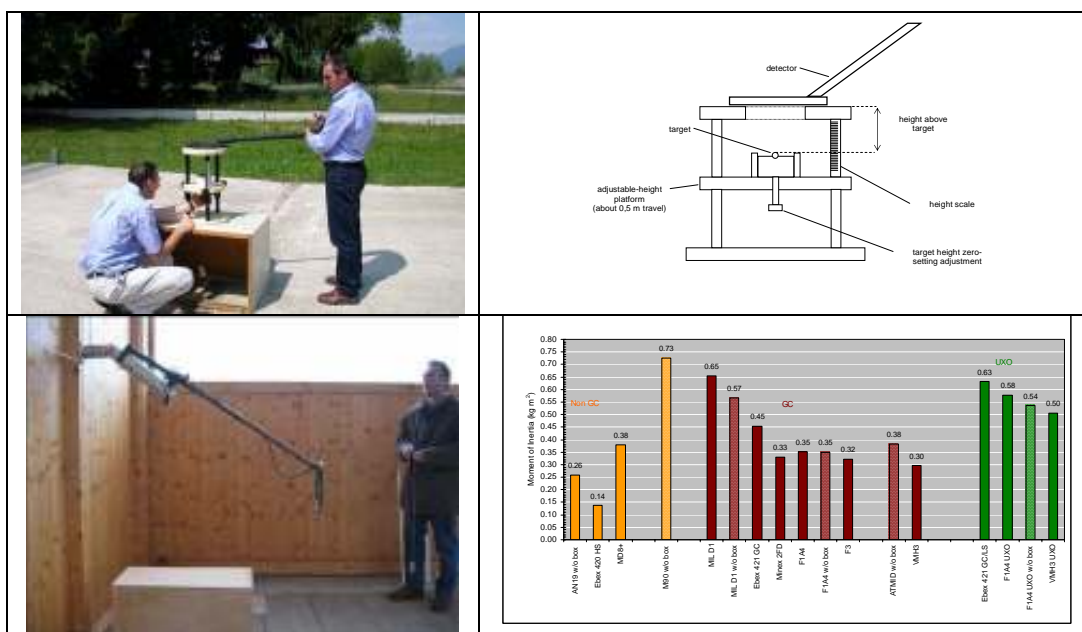 detector
target
height above
target
adjustable-height
platform
(about 0,5 m travel)
height scale
target height zero-
setting adjustment
Moment of Inertia (kg m²)
0.80
0.75
0.70
0.65
0.60
0.55
0.50
0.45
0.40
0.35
0.30
0.25
0.20
0.15
0.10
0.05
0.00
Non GC
GC
UXO
0.26
0.14
0.38
0.73
0.65
0.57
0.45
0.33
0.35
0.35
0.32
0.38
0.30
0.63
0.58
0.54
0.50
AN19 w/o box
Ebex 420 HS
MD8+
M90 w/o box
MIL D1
MIL D1 w/o box
Ebex 421 GC
Minex 2FD
F1A4
F1A4 w/o box
F3
ATMID w/o box
VMH3
Ebex 421 GC/LS
F1A4 UXO
F1A4 UXO w/o box
VMH3 UXO